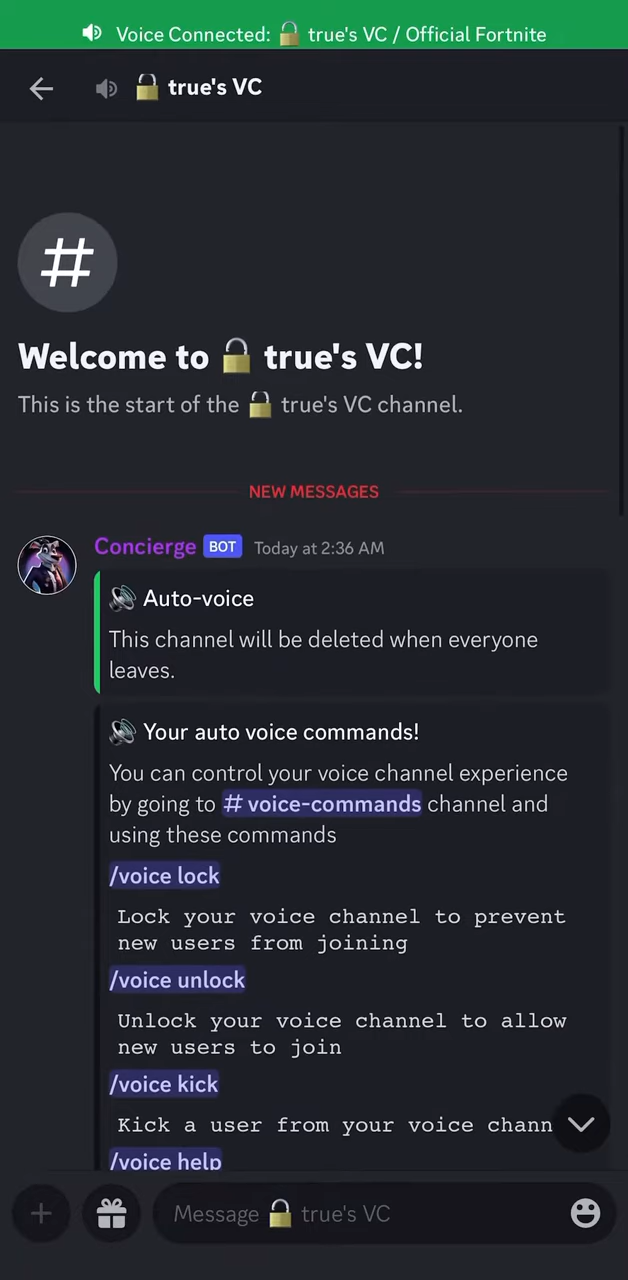 Voice Connected: 🔒 true's VC / Official Fortnite
🔒 true's VC
#
Welcome to 🔒 true's VC!
This is the start of the 🔒 true's VC channel.
NEW MESSAGES
Concierge BOT Today at 2:36 AM
🔊 Auto-voice
This channel will be deleted when everyone
leaves.
🔊 Your auto voice commands!
You can control your voice channel experience
by going to # voice-commands channel and
using these commands
/voice lock
Lock your voice channel to prevent
new users from joining
/voice unlock
Unlock your voice channel to allow
new users to join
/voice kick
Kick a user from your voice chann
/voice help
Message 🔒 true's VC